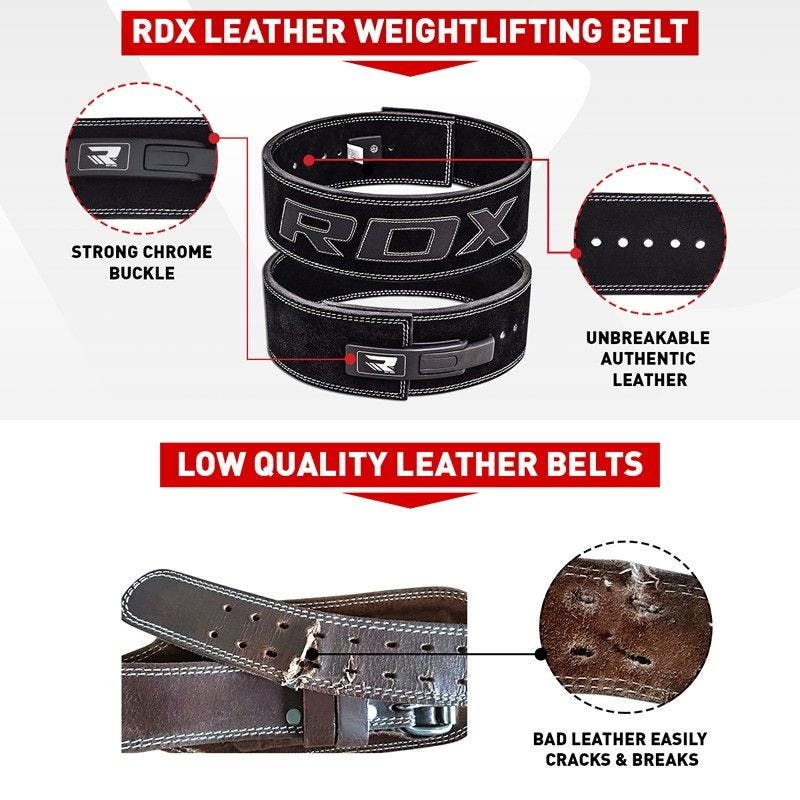 RDX LEATHER WEIGHTLIFTING BELT
STRONG CHROME
BUCKLE
RDX
UNBREAKABLE
AUTHENTIC
LEATHER
LOW QUALITY LEATHER BELTS
BAD LEATHER EASILY
CRACKS & BREAKS